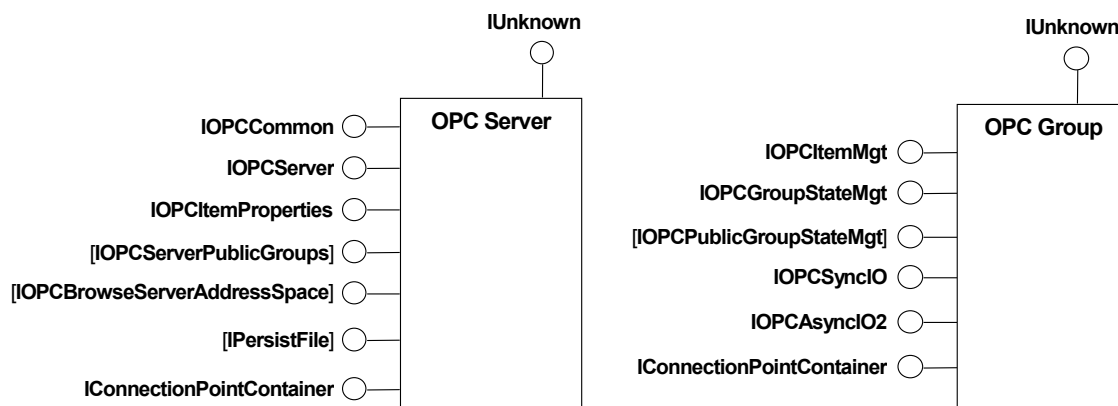 IUnknown
OPC Server
IOPCCommon
IOPCServer
IOPCItemProperties
[IOPCServerPublicGroups]
[IOPCBrowseServerAddressSpace]
[IPersistFile]
IConnectionPointContainer
IUnknown
OPC Group
IOPCItemMgt
IOPCGroupStateMgt
[IOPCPublicGroupStateMgt]
IOPCSyncIO
IOPCAsyncIO2
IConnectionPointContainer